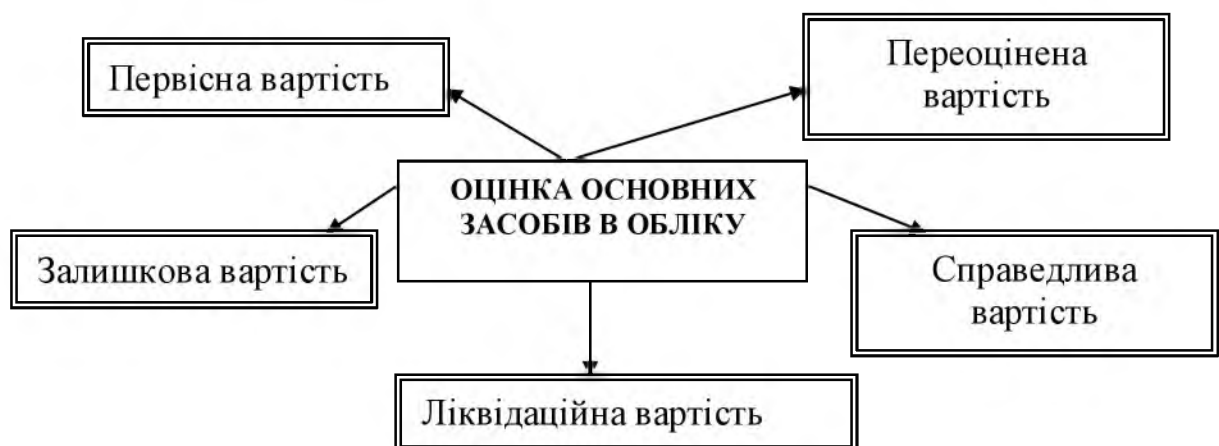 Первісна вартість
Переоцінена
вартість
ОЦІНКА ОСНОВНИХ
ЗАСОБІВ В ОБЛІКУ
Залишкова вартість
Справедлива
вартість
Ліквідаційна вартість